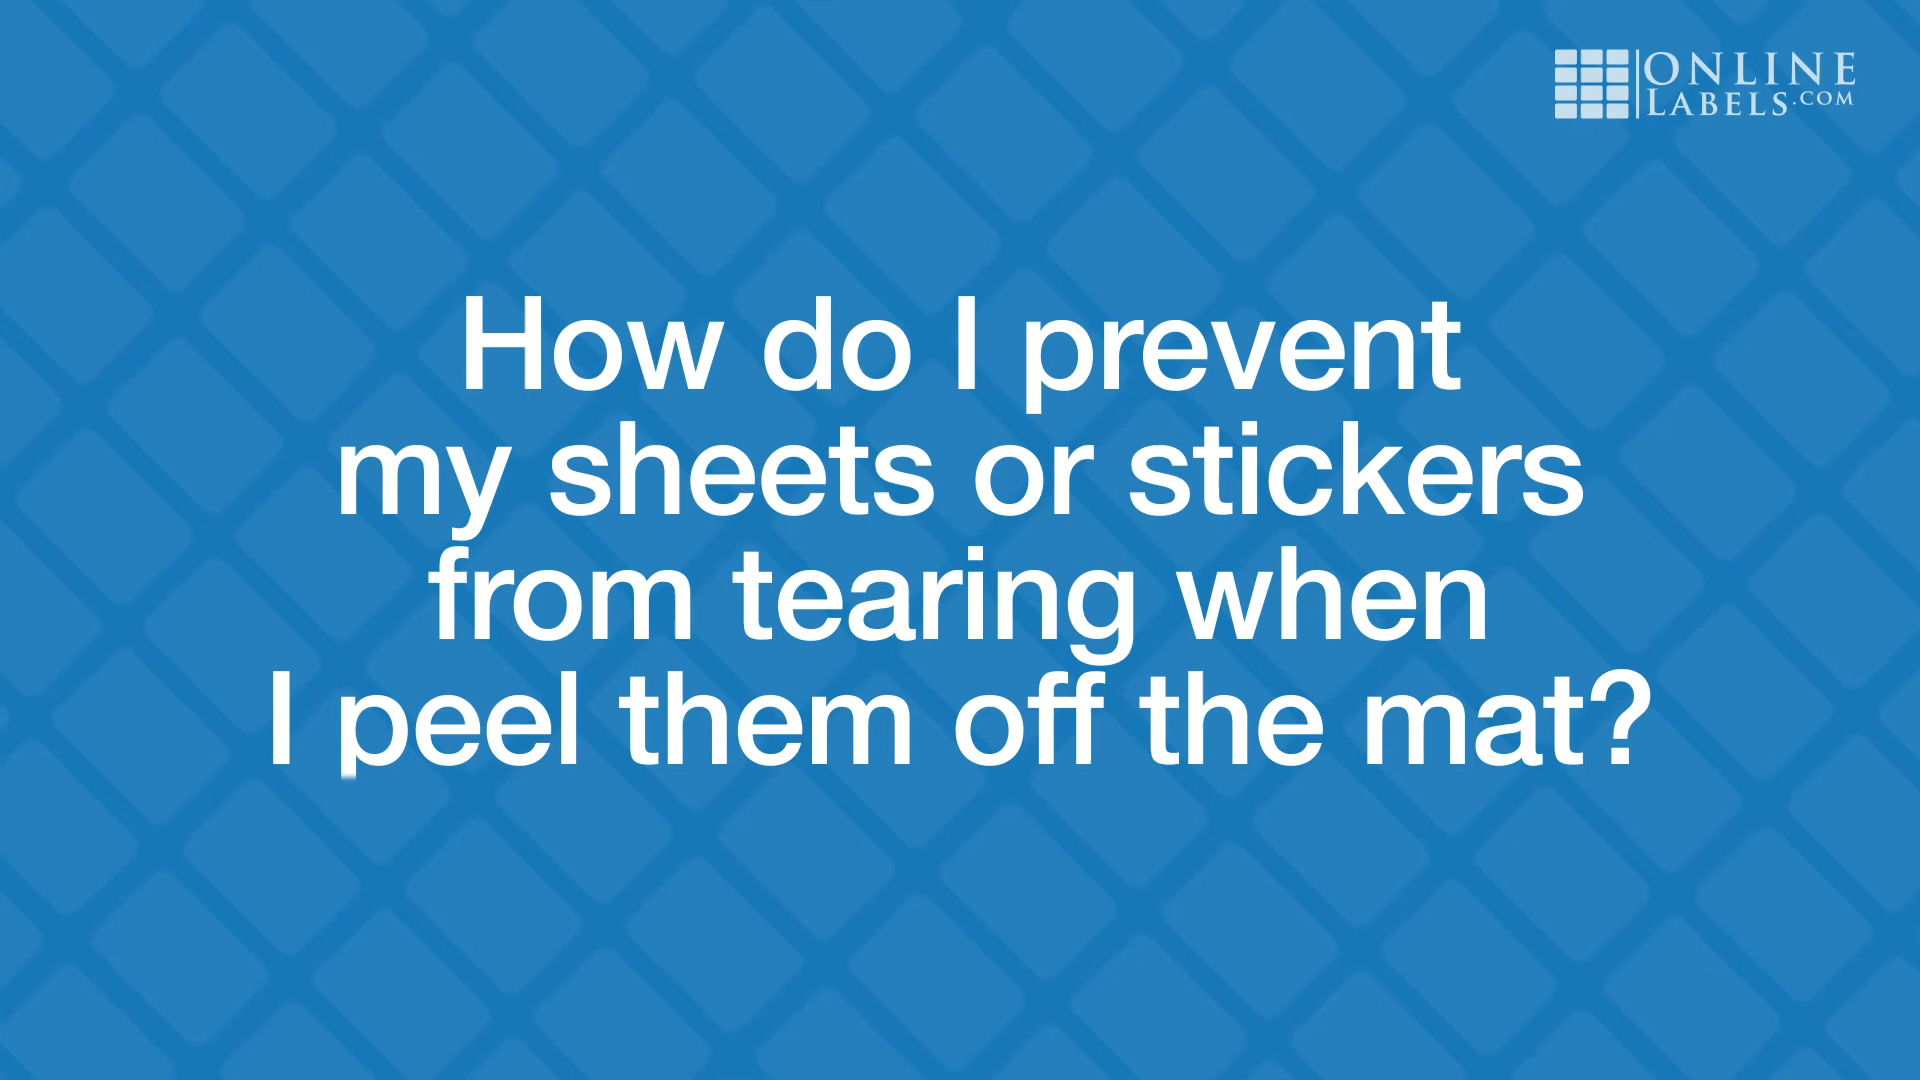 ONLINE
LABELS.COM
How do I prevent
my sheets or stickers
from tearing when
I peel them off the mat?